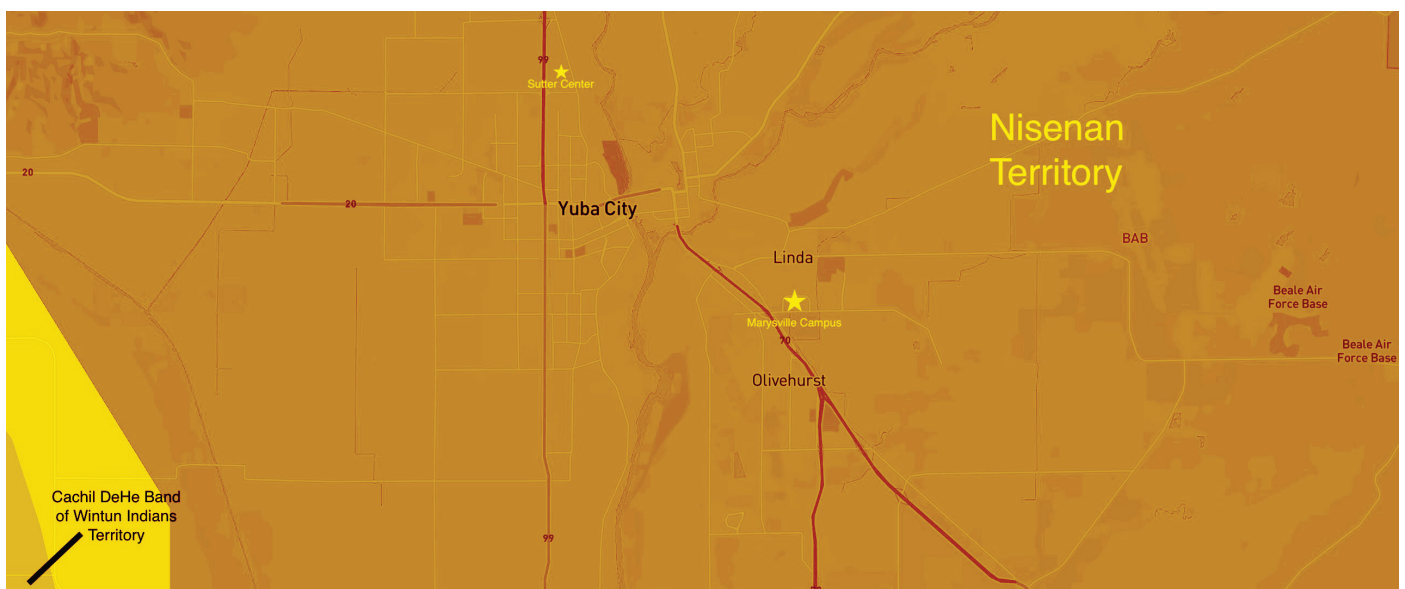 99
Sutter Center
Nisenan
Territory
20
20
Yuba City
BAB
Linda
Beale Air
Force Base
Marysville Campus
70
Beale Air
Force Base
Olivehurst
Cachil DeHe Band
of Wintun Indians
Territory
99